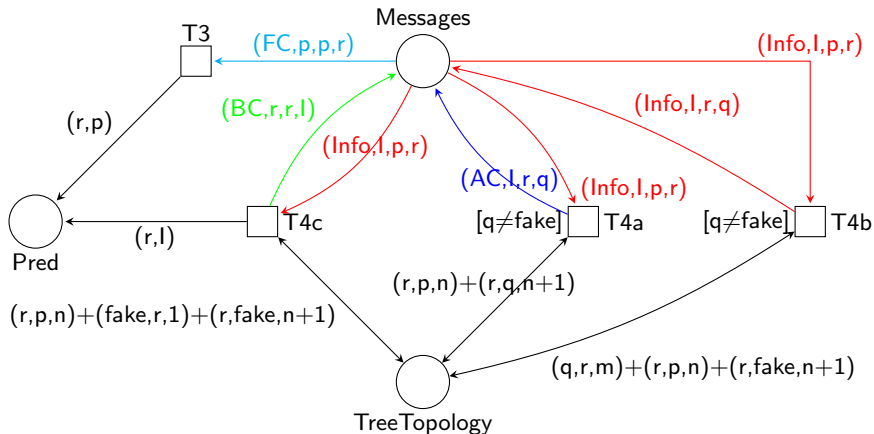 Messages
T3
(FC,p,p,r)
(Info,I,p,r)
(Info,I,r,q)
(BC,r,r,I)
(r,p)
(Info,I,p,r)
(AC,I,r,q)
(Info,I,p,r)
T4c
[q≠fake]
T4a
[q≠fake]
T4b
(r,I)
Pred
(r,p,n)+(r,q,n+1)
(r,p,n)+(fake,r,1)+(r,fake,n+1)
(q,r,m)+(r,p,n)+(r,fake,n+1)
TreeTopology